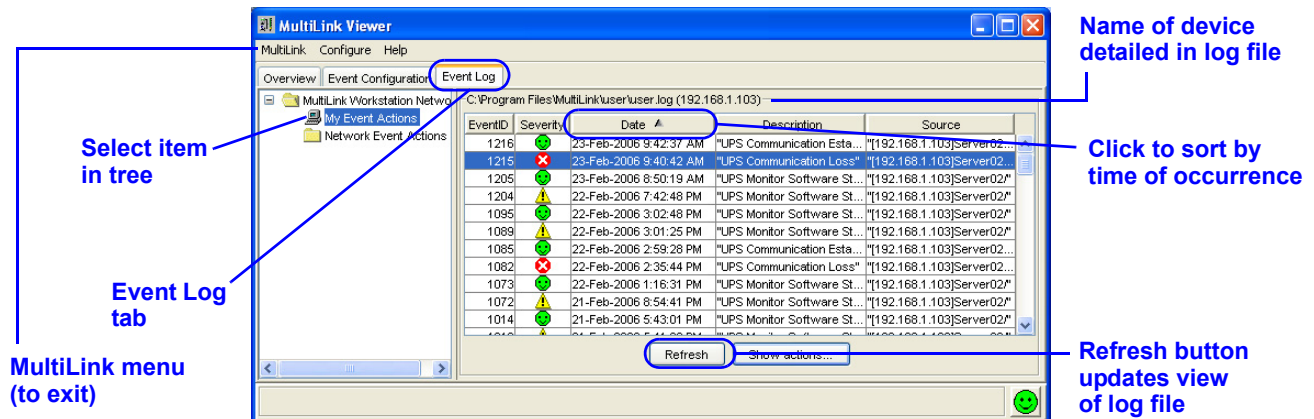 MultiLink Viewer
MultiLink Configure Help
Overview Event Configuration Event Log
MultiLink Workstation Netwo
My Event Actions
Network Event Actions
C:\Program Files\MultiLink\user\user.log (192.168.1.103)
EventID Severity Date Description Source
1216 23-Feb-2006 9:42:37 AM "UPS Communication Esta... "[192.168.1.103]Server02...
1215 23-Feb-2006 9:40:42 AM "UPS Communication Loss" "[192.168.1.103]Server02...
1205 23-Feb-2006 8:50:19 AM "UPS Monitor Software St... "[192.168.1.103]Server02/"
1204 22-Feb-2006 7:42:48 PM "UPS Monitor Software St... "[192.168.1.103]Server02/"
1095 22-Feb-2006 3:02:48 PM "UPS Monitor Software St... "[192.168.1.103]Server02/"
1089 22-Feb-2006 3:01:25 PM "UPS Monitor Software St... "[192.168.1.103]Server02/"
1085 22-Feb-2006 2:59:28 PM "UPS Communication Esta... "[192.168.1.103]Server02...
1082 22-Feb-2006 2:35:44 PM "UPS Communication Loss" "[192.168.1.103]Server02...
1073 22-Feb-2006 1:16:31 PM "UPS Monitor Software St... "[192.168.1.103]Server02/"
1072 21-Feb-2006 8:54:41 PM "UPS Monitor Software St... "[192.168.1.103]Server02/"
1014 21-Feb-2006 5:43:01 PM "UPS Monitor Software St... "[192.168.1.103]Server02/"
Refresh Show actions...
Select item
in tree
Event Log
tab
MultiLink menu
(to exit)
Name of device
detailed in log file
Click to sort by
time of occurrence
Refresh button
updates view
of log file